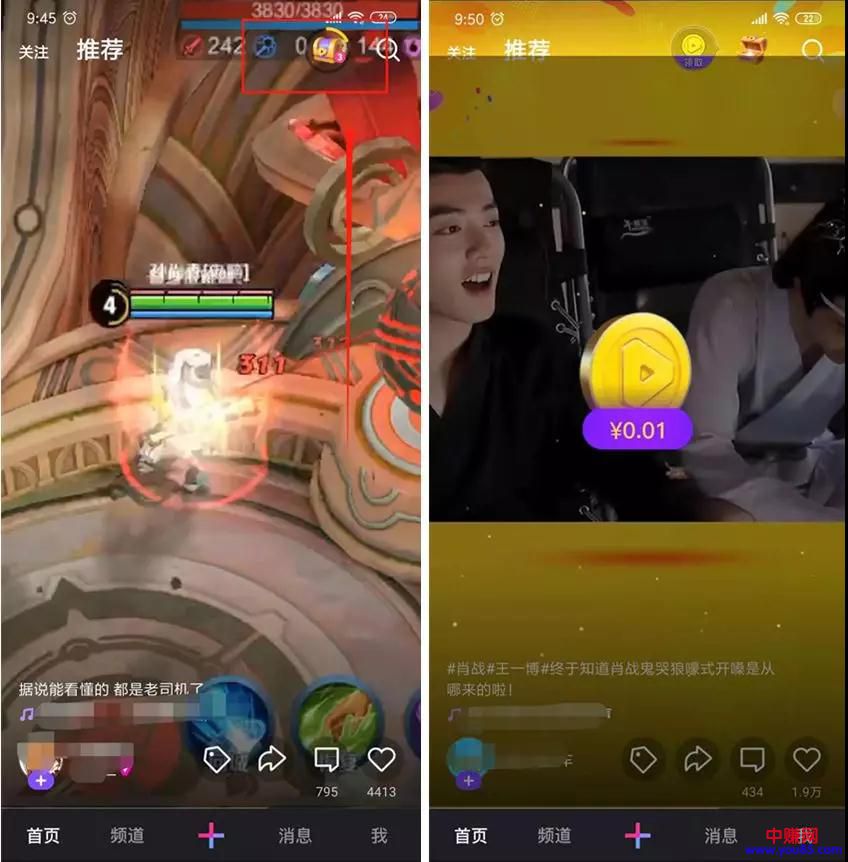 9:45
24
3830/3830
关注
推荐
242
0
144
3
4
311
据说能看懂的 都是老司机了
795
4413
首页
频道
消息
我
9:50
22
关注
推荐
领取
¥0.01
#肖战#王一博#终于知道肖战鬼哭狼嚎式开嗓是从
哪来的啦!
434
1.9万
首页
频道
消息
我
中赚网